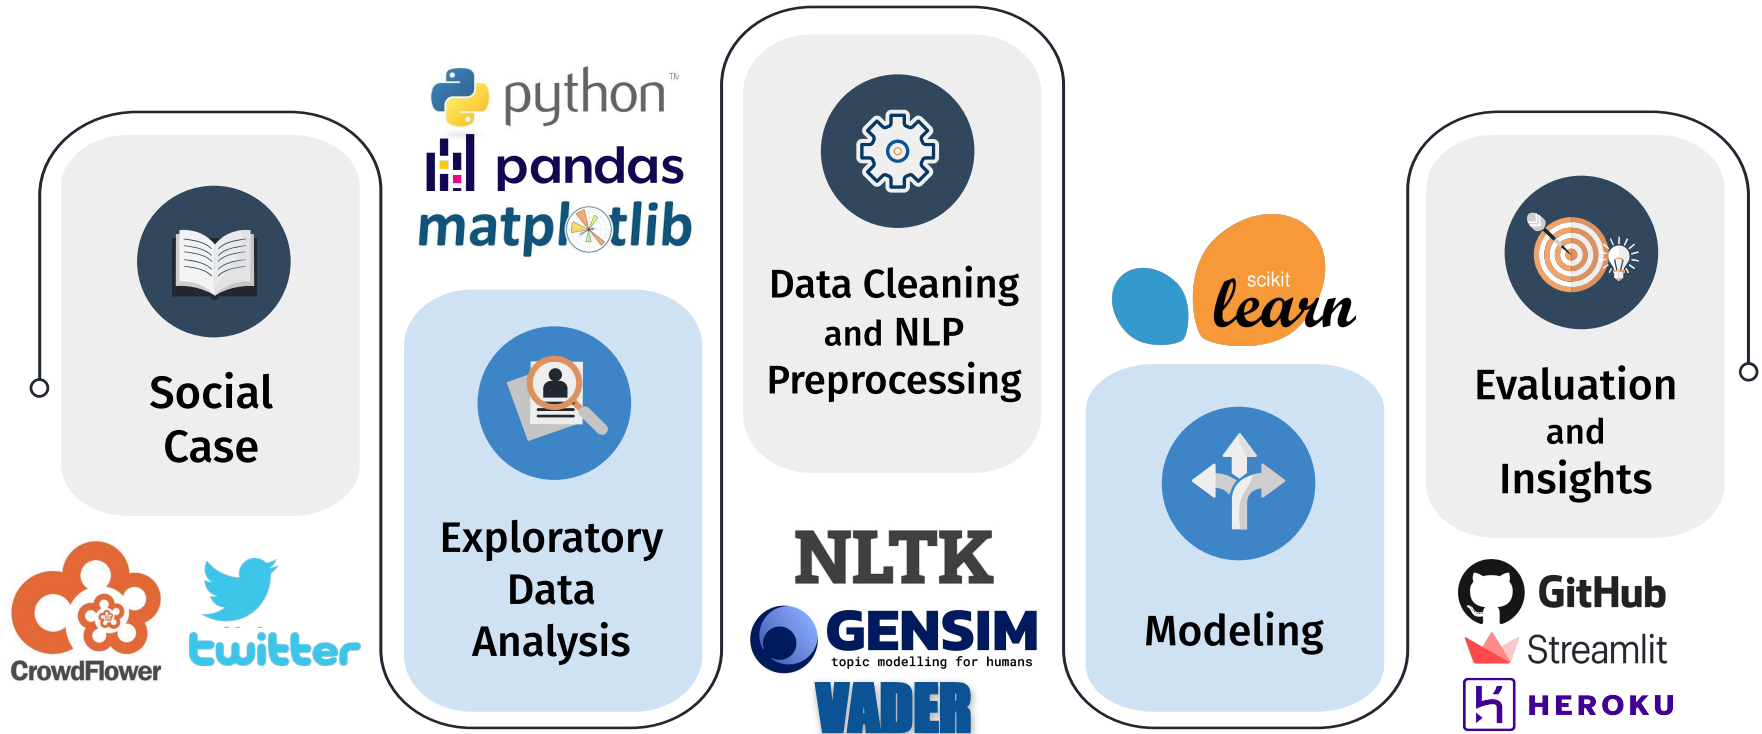 Social
Case
CrowdFlower
twitter
python™
pandas
matplotlib
Exploratory
Data
Analysis
Data Cleaning
and NLP
Preprocessing
NLTK
GENSIM
topic modelling for humans
VADER
scikit
learn
Modeling
Evaluation
and
Insights
GitHub
Streamlit
HEROKU